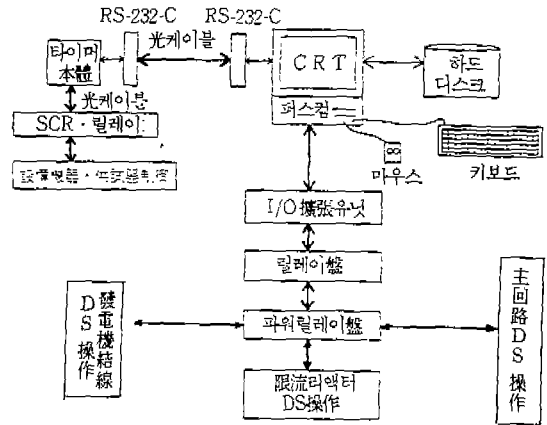 RS-232-C
RS-232-C
光케이블
타이머
本體
CRT
하드
디스크
光케이블
퍼스컴
SCR·릴레이
마우스
키보드
I/O擴張유닛
릴레이盤
發電機結線
DS 操作
파워릴레이盤
主回路DS 操作
限流리액터
DS操作